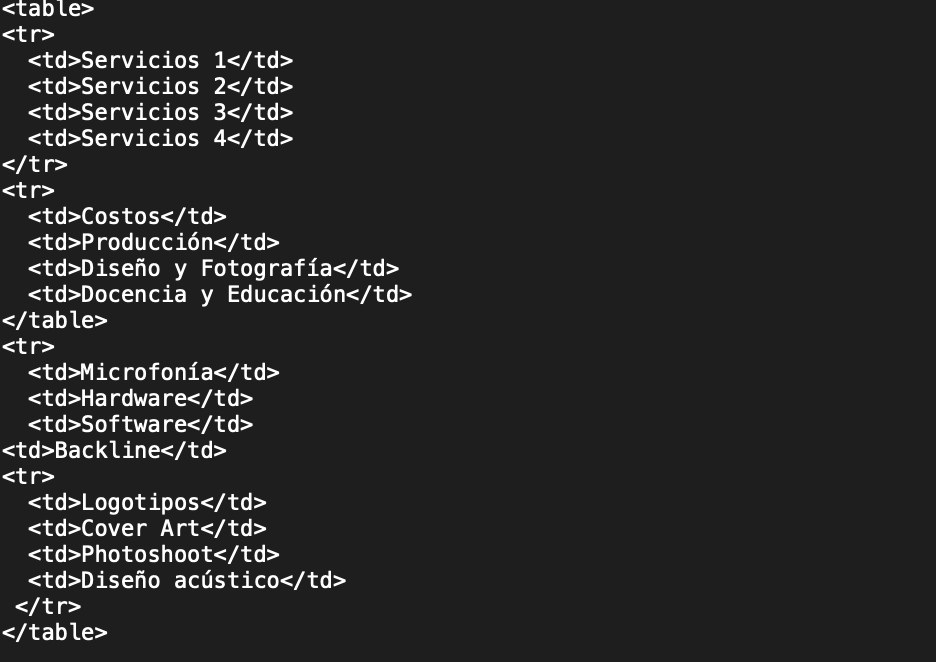 <table>
<tr>
  <td>Servicios 1</td>
  <td>Servicios 2</td>
  <td>Servicios 3</td>
  <td>Servicios 4</td>
</tr>
<tr>
  <td>Costos</td>
  <td>Producción</td>
  <td>Diseño y Fotografía</td>
  <td>Docencia y Educación</td>
</table>
<tr>
  <td>Microfonía</td>
  <td>Hardware</td>
  <td>Software</td>
<td>Backline</td>
<tr>
  <td>Logotipos</td>
  <td>Cover Art</td>
  <td>Photoshoot</td>
  <td>Diseño acústico</td>
 </tr>
</table>